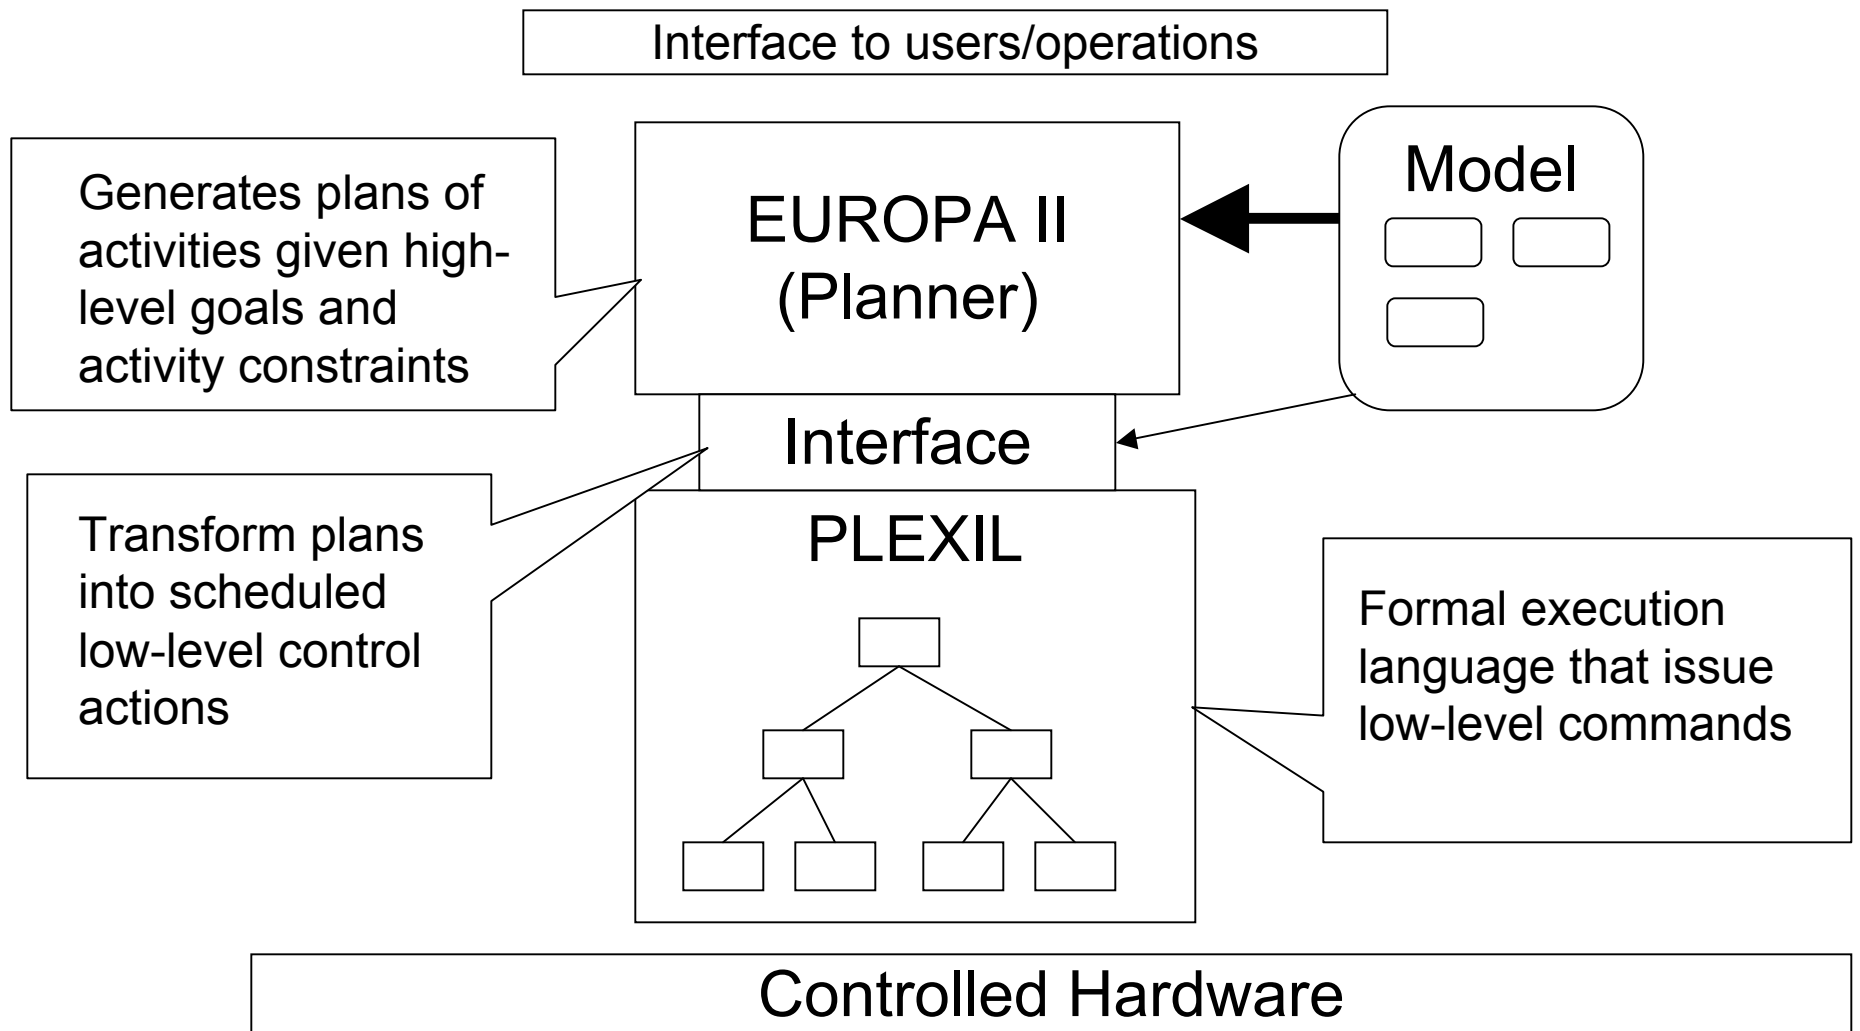 Interface to users/operations
Generates plans of
activities given high-
level goals and
activity constraints
EUROPA II
(Planner)
Model
Interface
Transform plans
into scheduled
low-level control
actions
PLEXIL
Formal execution
language that issue
low-level commands
Controlled Hardware